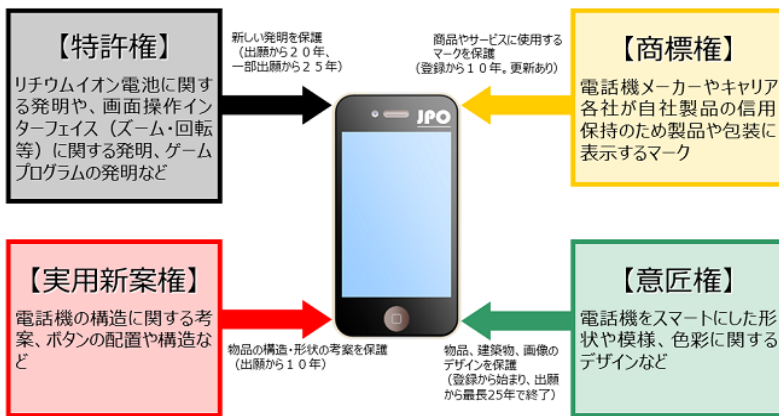 【特許権】
リチウムイオン電池に関す
る発明や、画面操作イン
ターフェイス（ズーム・回転
等）に関する発明、ゲーム
プログラムの発明など
新しい発明を保護
（出願から２０年、
一部出願から２５年）
商品やサービスに使用する
マークを保護
（登録から１０年。更新あり）
【商標権】
電話機メーカーやキャリア
各社が自社製品の信用
保持のため製品や包装に
表示するマーク
JPO
【実用新案権】
電話機の構造に関する考
案、ボタンの配置や構造な
ど
物品の構造・形状の考案を保護
（出願から１０年）
物品、建築物、画像の
デザインを保護
（登録から始まり、出願
から最長25年で終了）
【意匠権】
電話機をスマートにした形
状や模様、色彩に関する
デザインなど